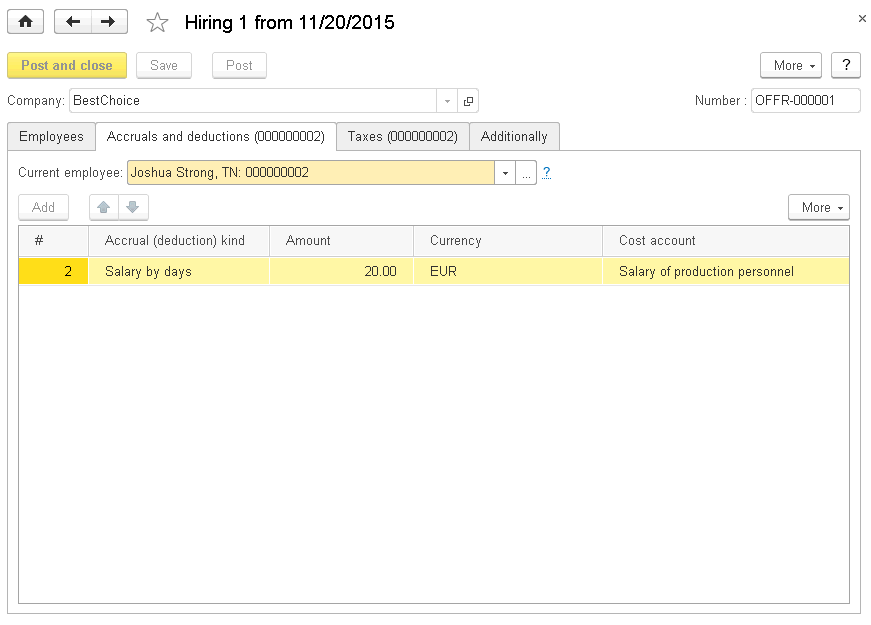 Hiring 1 from 11/20/2015
Post and close Save Post More ?
Company: BestChoice Number : OFFR-000001
Employees Accruals and deductions (000000002) Taxes (000000002) Additionally
Current employee: Joshua Strong, TN: 000000002 ... ?
Add More
# Accrual (deduction) kind Amount Currency Cost account
2 Salary by days 20.00 EUR Salary of production personnel